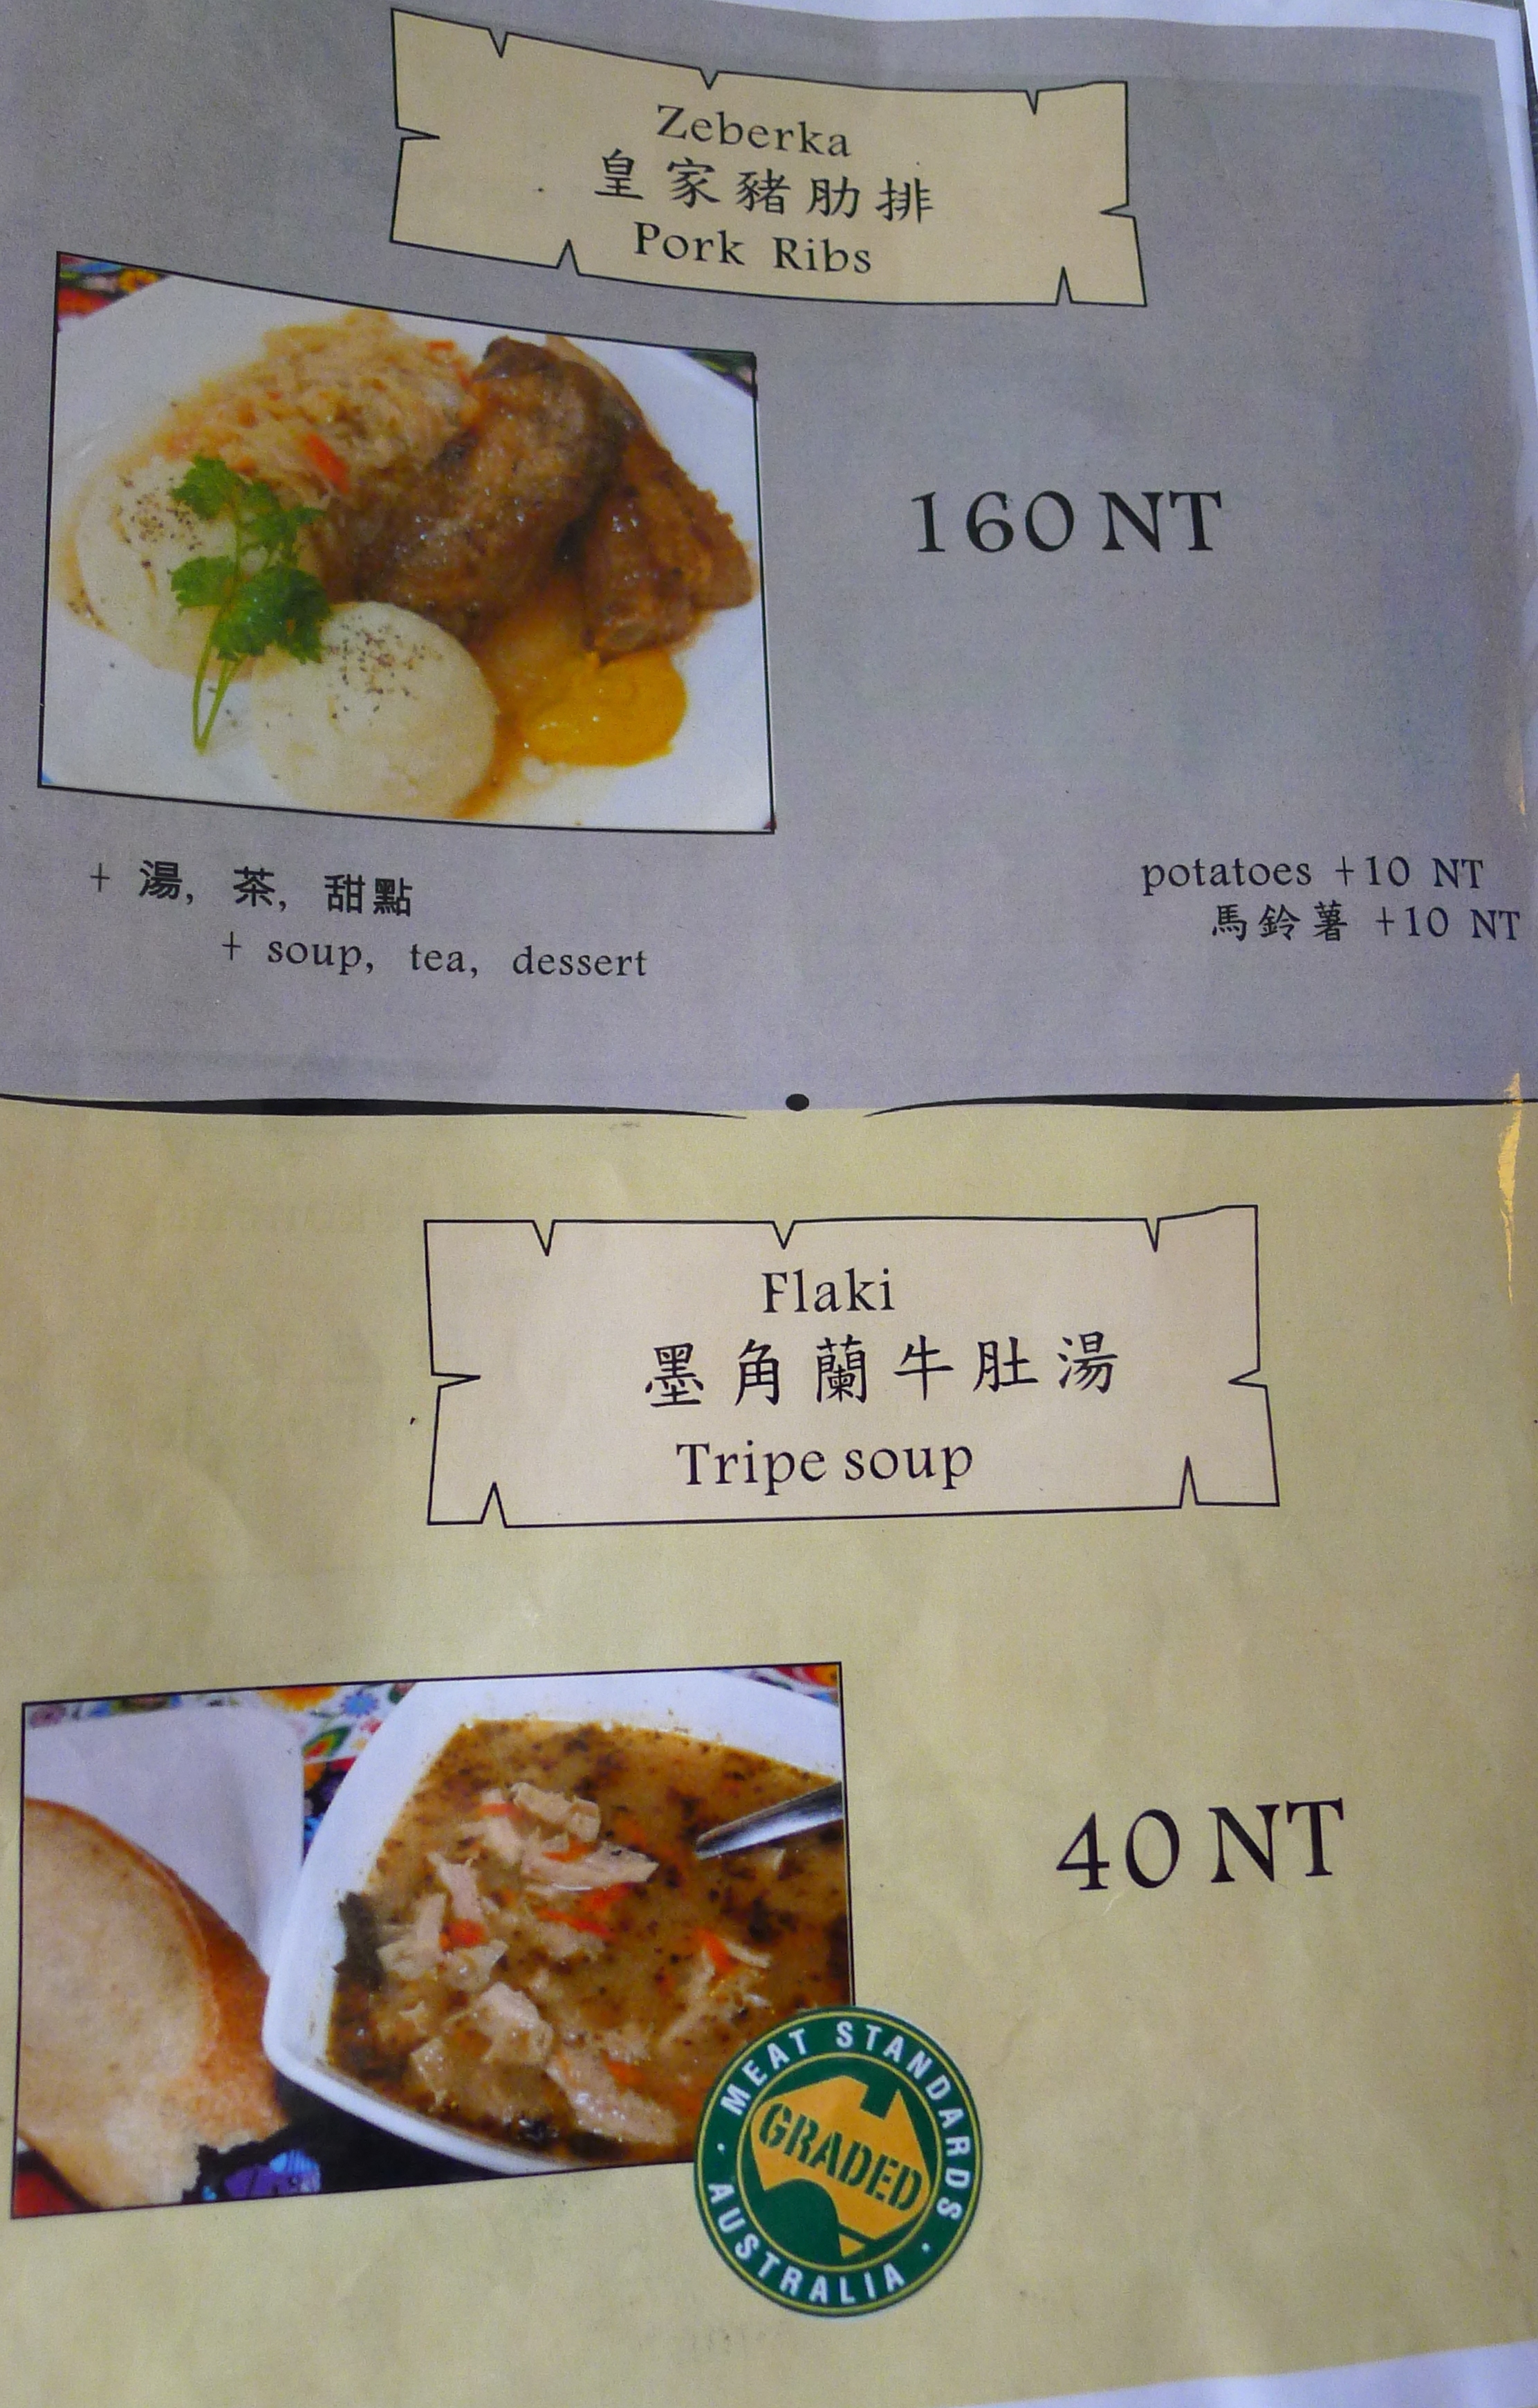 Zeberka
皇家豬肋排
Pork Ribs
160 NT
+ 湯, 茶, 甜點
+ soup, tea, dessert
potatoes +10 NT
馬鈴薯 +10 NT
Flaki
墨角蘭牛肚湯
Tripe soup
40 NT
MEAT STANDARDS
GRADED
AUSTRALIA